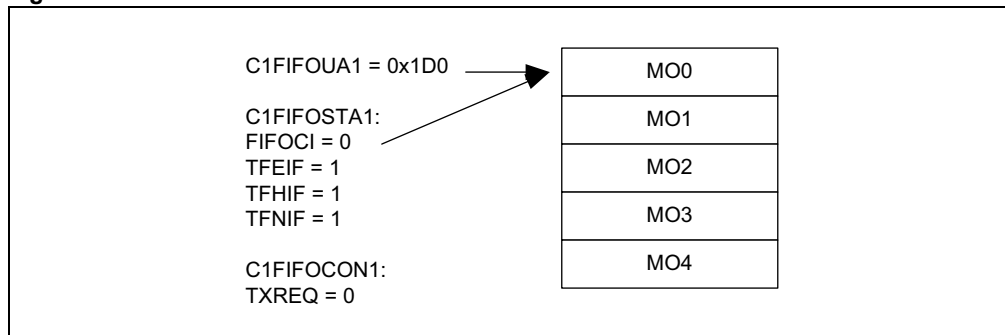 C1FIFOUA1 = 0x1D0
C1FIFOSTA1:
FIFOCI = 0
TFEIF = 1
TFHIF = 1
TFNIF = 1
C1FIFOCON1:
TXREQ = 0
MO0
MO1
MO2
MO3
MO4